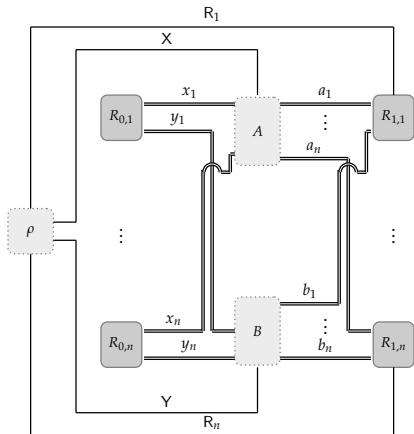 R₁
X
x₁ a₁
R₀,₁ y₁ A ⋮ R₁,₁
aₙ
ρ ⋮ ⋮
b₁
xₙ ⋮
R₀,ₙ yₙ B bₙ R₁,ₙ
Y
Rₙ